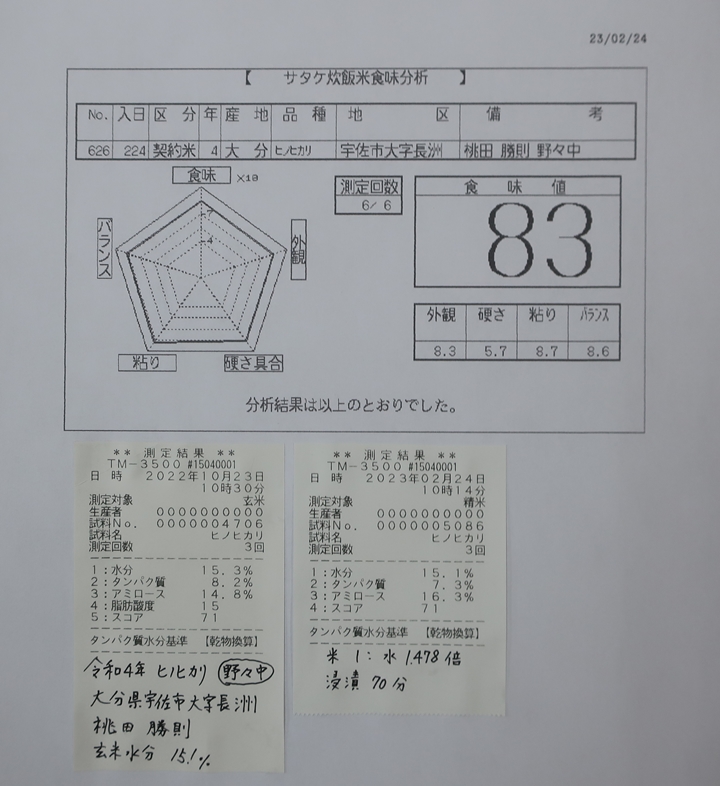 23/02/24
【 サタケ炊飯米食味分析 】
No. 入日 区分 年 産地 品種 地区 備考
626 224 契約米 4 大分 ヒノヒカリ 宇佐市大字長洲 桃田 勝則 野々中
食味 ×10
7
4
バランス
外観
粘り
硬さ具合
測定回数
6/ 6
食味値
83
外観 硬さ 粘り バランス
8.3 5.7 8.7 8.6
分析結果は以上のとおりでした。
** 測定結果 **
TM-3500 #15040001
日時 2022年10月23日
10時30分
測定対象 玄米
生産者 0000000000
試料No. 0000004706
試料名 ヒノヒカリ
測定回数 3回
1:水分 15.3%
2:タンパク質 8.2%
3:アミロース 14.8%
4:脂肪酸度 15
5:スコア 71
タンパク質水分基準 【乾物換算】
令和4年 ヒノヒカリ 野々中
大分県宇佐市大字長洲
桃田 勝則
玄米水分 15.1%
** 測定結果 **
TM-3500 #15040001
日時 2023年02月24日
10時14分
測定対象 精米
生産者 0000000000
試料No. 0000005086
試料名 ヒノヒカリ
測定回数 3回
1:水分 15.1%
2:タンパク質 7.3%
3:アミロース 16.3%
4:スコア 71
タンパク質水分基準 【乾物換算】
米 1:水 1.478倍
浸漬 70分